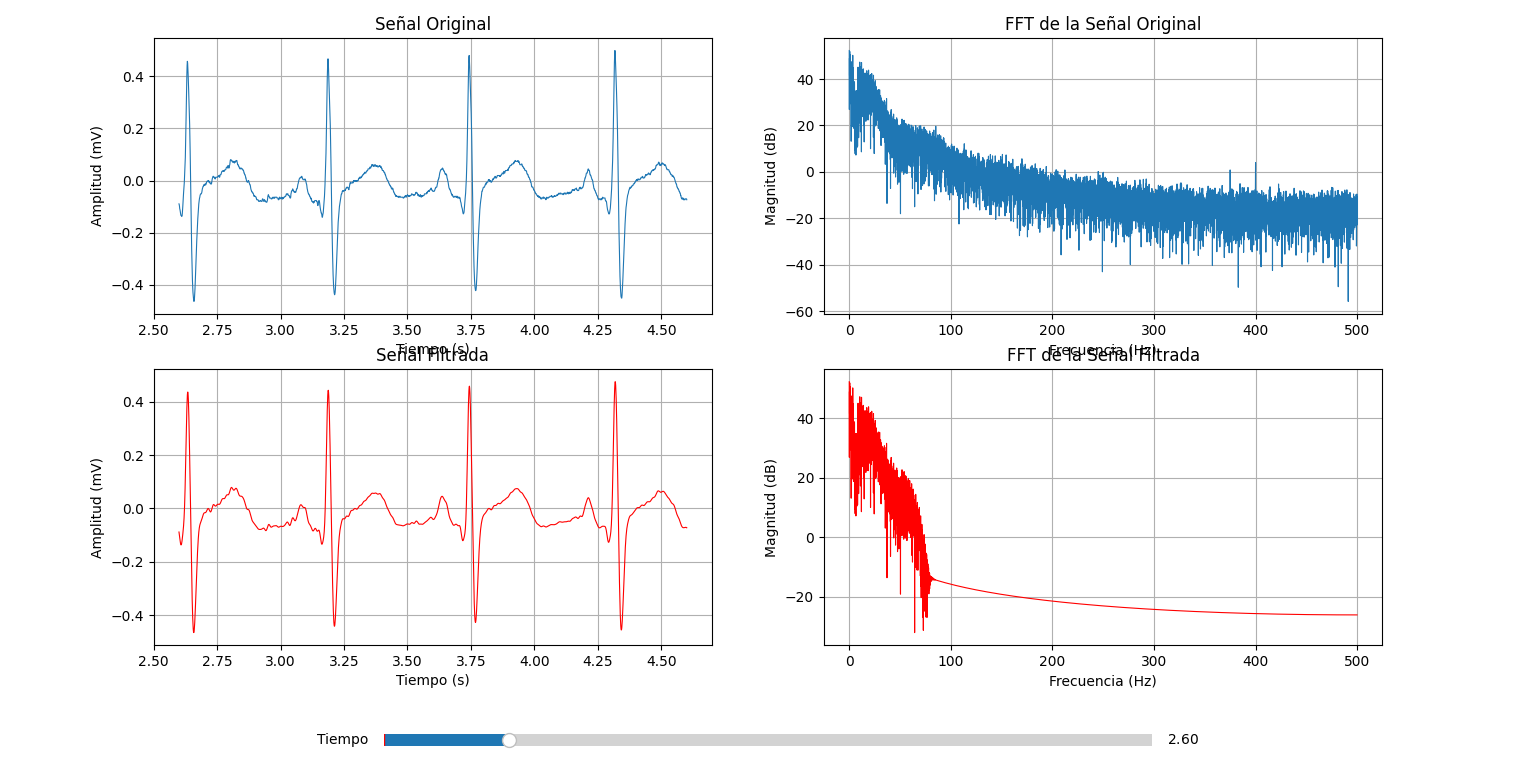 Señal Original
Amplitud (mV)
0.4
0.2
0.0
−0.2
−0.4
2.50 2.75 3.00 3.25 3.50 3.75 4.00 4.25 4.50
Tiempo (s)
FFT de la Señal Original
Magnitud (dB)
40
20
0
−20
−40
−60
0 100 200 300 400 500
Frecuencia (Hz)
Señal Filtrada
Amplitud (mV)
0.4
0.2
0.0
−0.2
−0.4
2.50 2.75 3.00 3.25 3.50 3.75 4.00 4.25 4.50
Tiempo (s)
FFT de la Señal Filtrada
Magnitud (dB)
40
20
0
−20
0 100 200 300 400 500
Frecuencia (Hz)
Tiempo 2.60